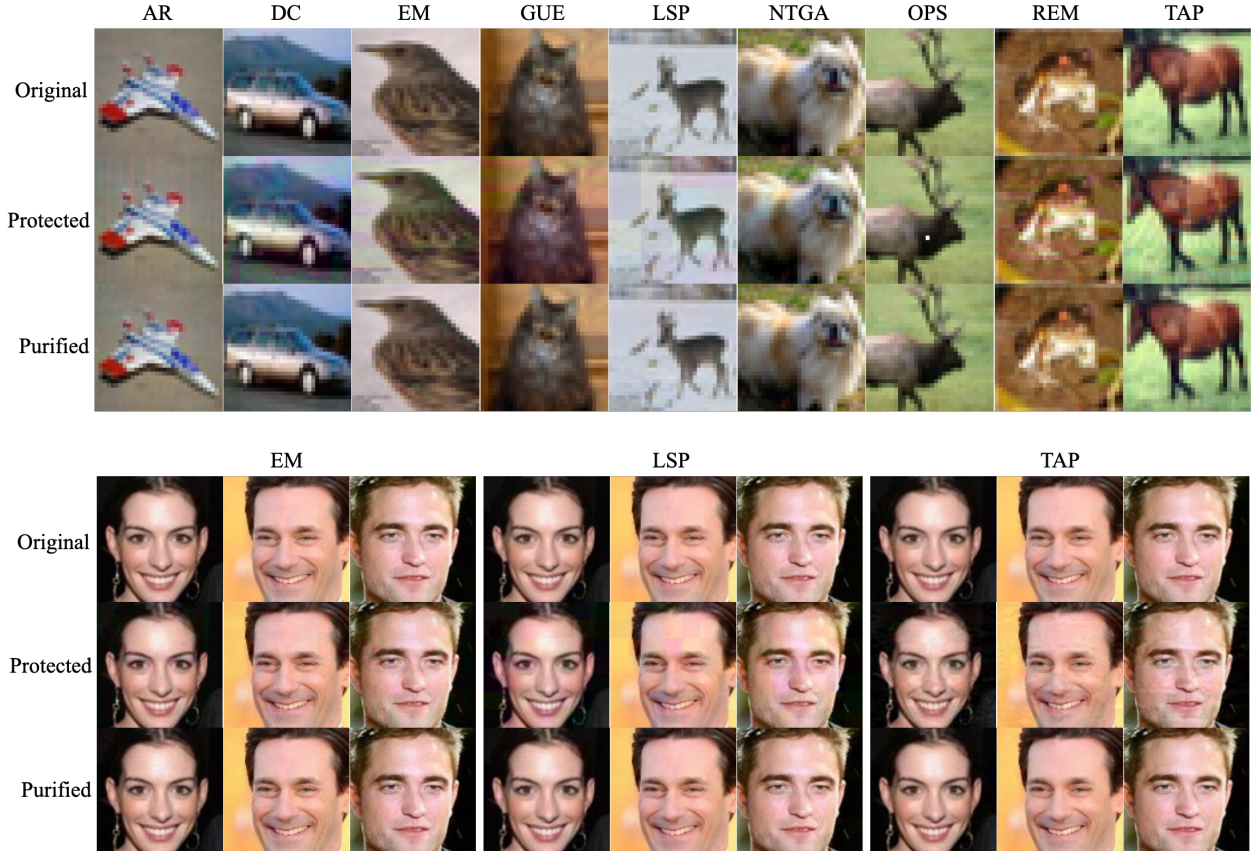 AR DC EM GUE LSP NTGA OPS REM TAP
Original
Protected
Purified
EM LSP TAP
Original
Protected
Purified